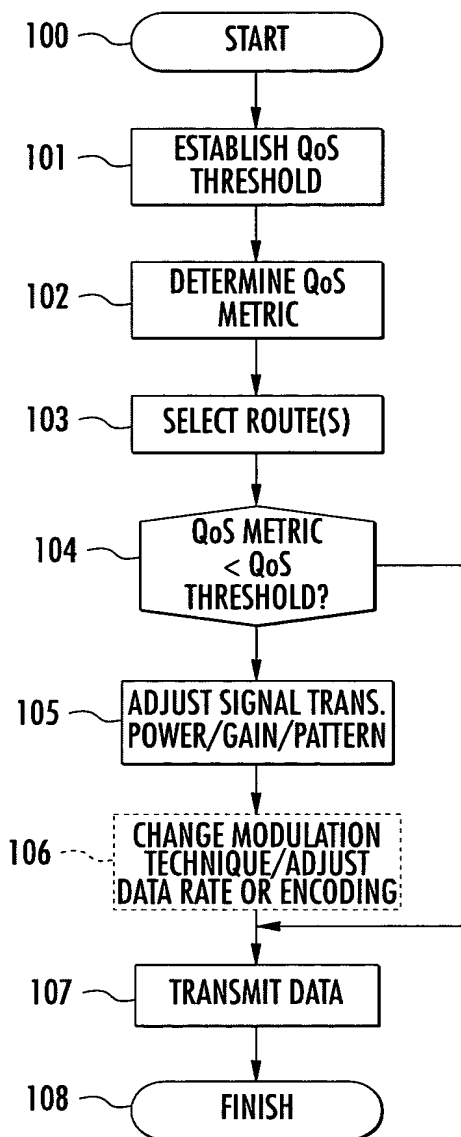 100
START
101
ESTABLISH QoS
THRESHOLD
102
DETERMINE QoS
METRIC
103
SELECT ROUTE(S)
104
QoS METRIC
< QoS
THRESHOLD?
105
ADJUST SIGNAL TRANS.
POWER/GAIN/PATTERN
106
CHANGE MODULATION
TECHNIQUE/ADJUST
DATA RATE OR ENCODING
107
TRANSMIT DATA
108
FINISH